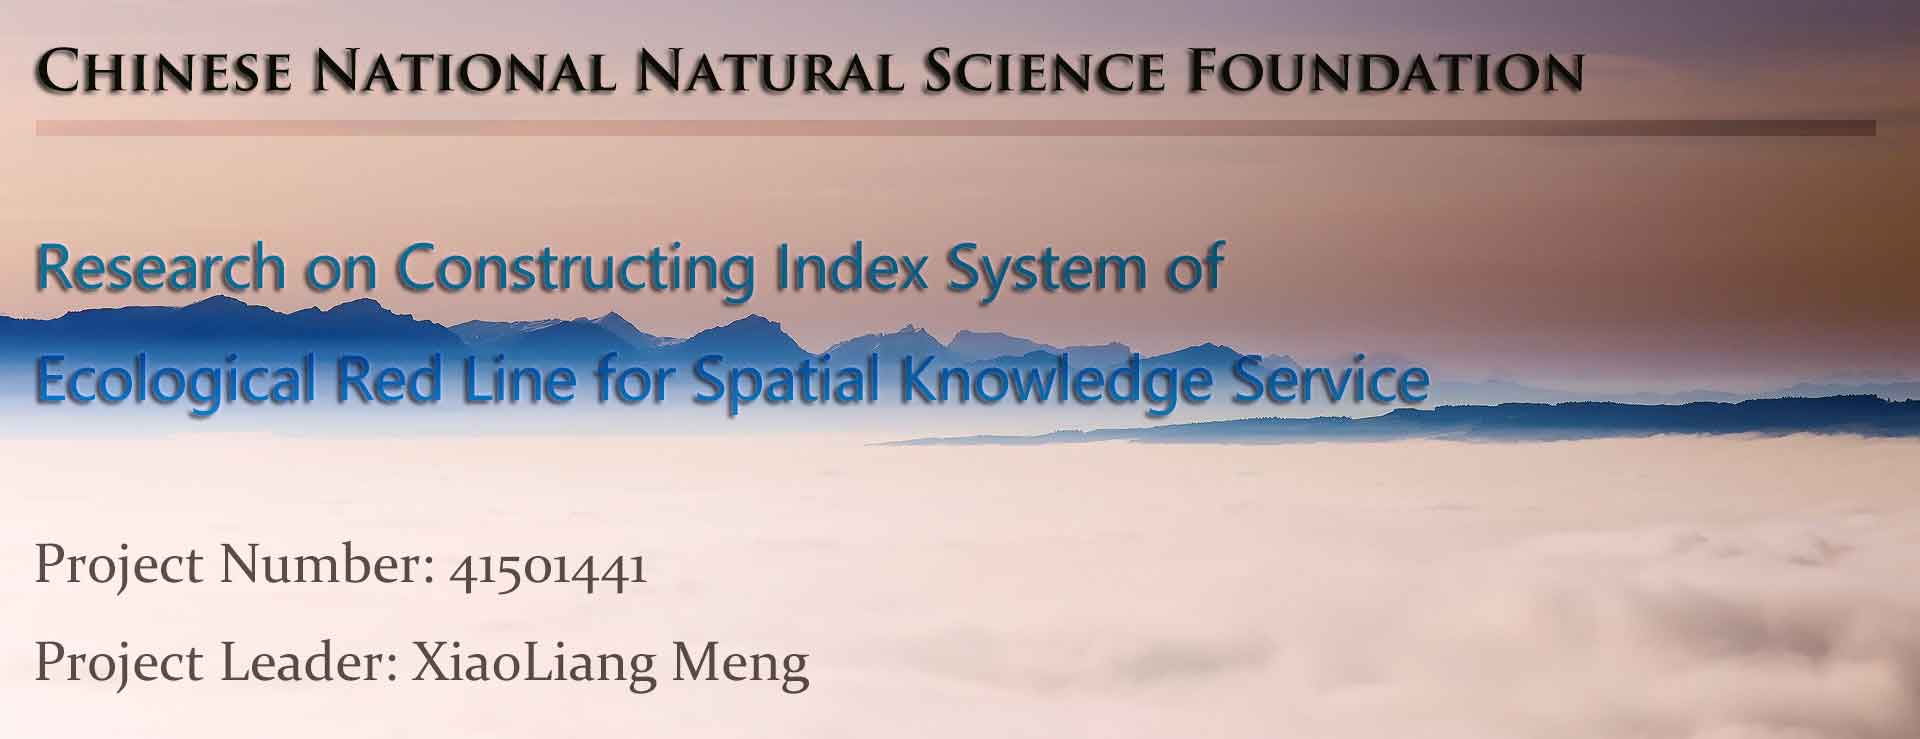 CHINESE NATIONAL NATURAL SCIENCE FOUNDATION
Research on Constructing Index System of
Ecological Red Line for Spatial Knowledge Service
Project Number: 41501441
Project Leader: XiaoLiang Meng